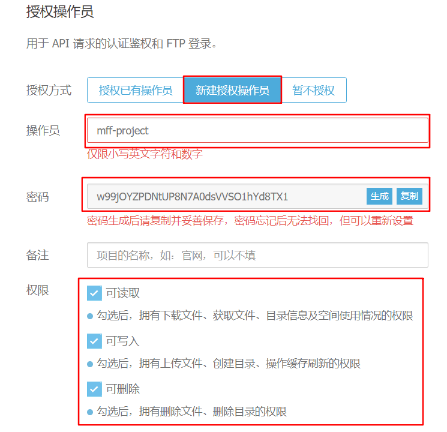 授权操作员
用于 API 请求的认证鉴权和 FTP 登录。
授权方式 授权已有操作员 新建授权操作员 暂不授权
操作员 mff-project
仅限小写英文字符和数字
密码 w99jOYZPDNtUP8N7A0dsVVSO1hYd8TX1 生成 复制
密码生成后请复制并妥善保存，密码忘记后无法找回，但可以重新设置
备注 项目的名称，如：官网，可以不填
权限 可读取
勾选后，拥有下载文件、获取文件、目录信息及空间使用情况的权限
可写入
勾选后，拥有上传文件、创建目录、操作缓存刷新的权限
可删除
勾选后，拥有删除文件、删除目录的权限